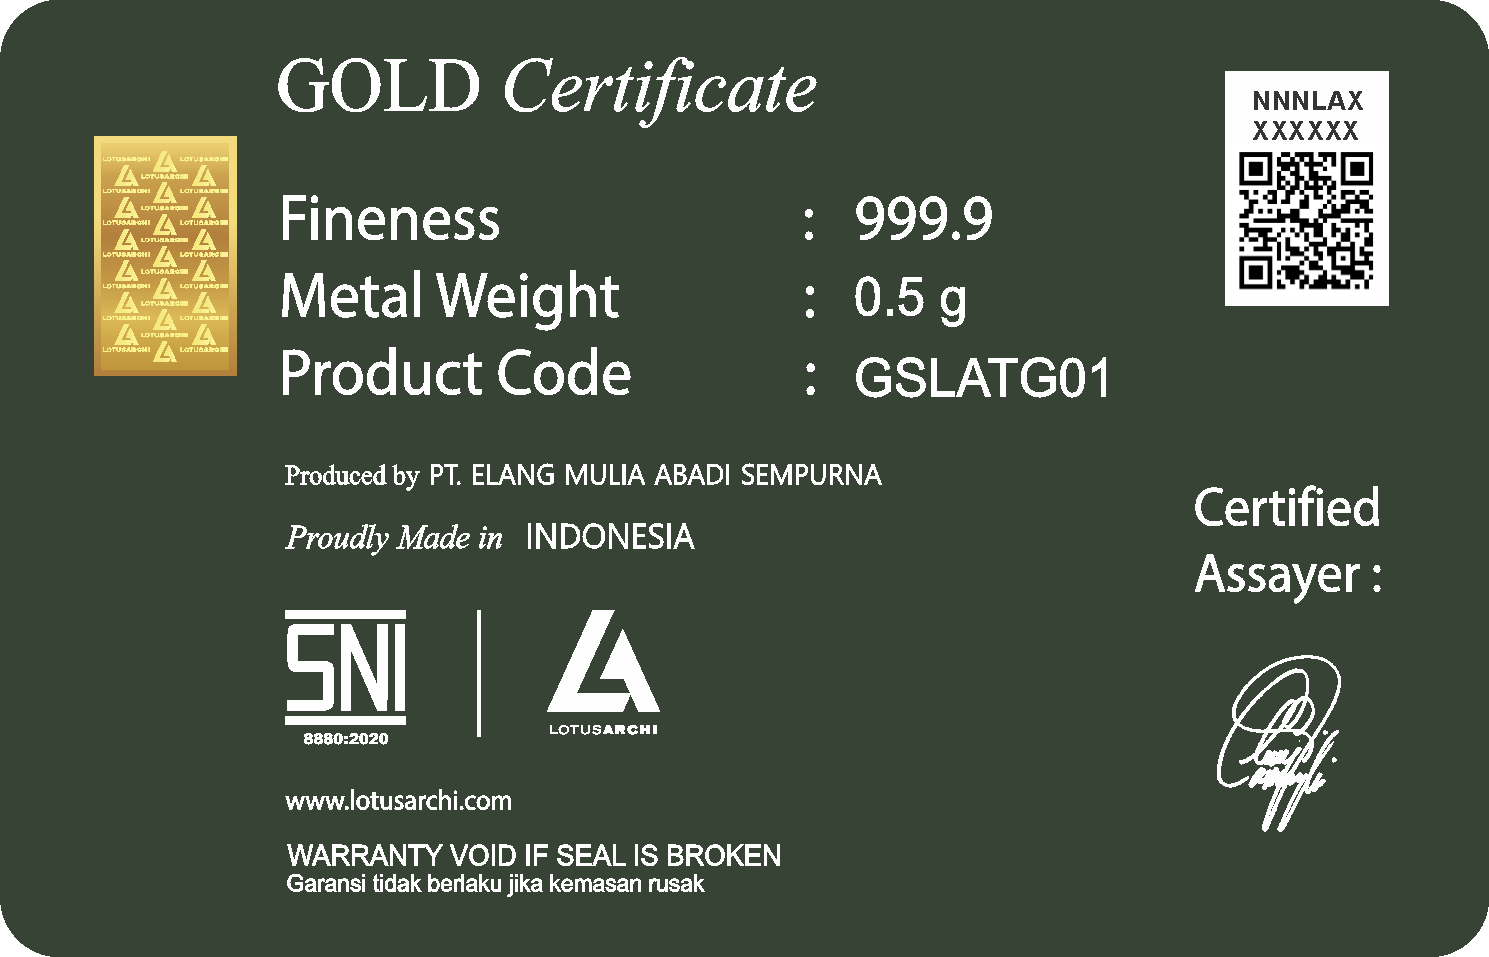 GOLD Certificate
NNNLAX
XXXXXX
Fineness : 999.9
Metal Weight : 0.5 g
Product Code : GSLATG01
Produced by PT. ELANG MULIA ABADI SEMPURNA
Proudly Made in INDONESIA
Certified
Assayer :
SNI
8880:2020
LA
LOTUSARCHI
www.lotusarchi.com
WARRANTY VOID IF SEAL IS BROKEN
Garansi tidak berlaku jika kemasan rusak